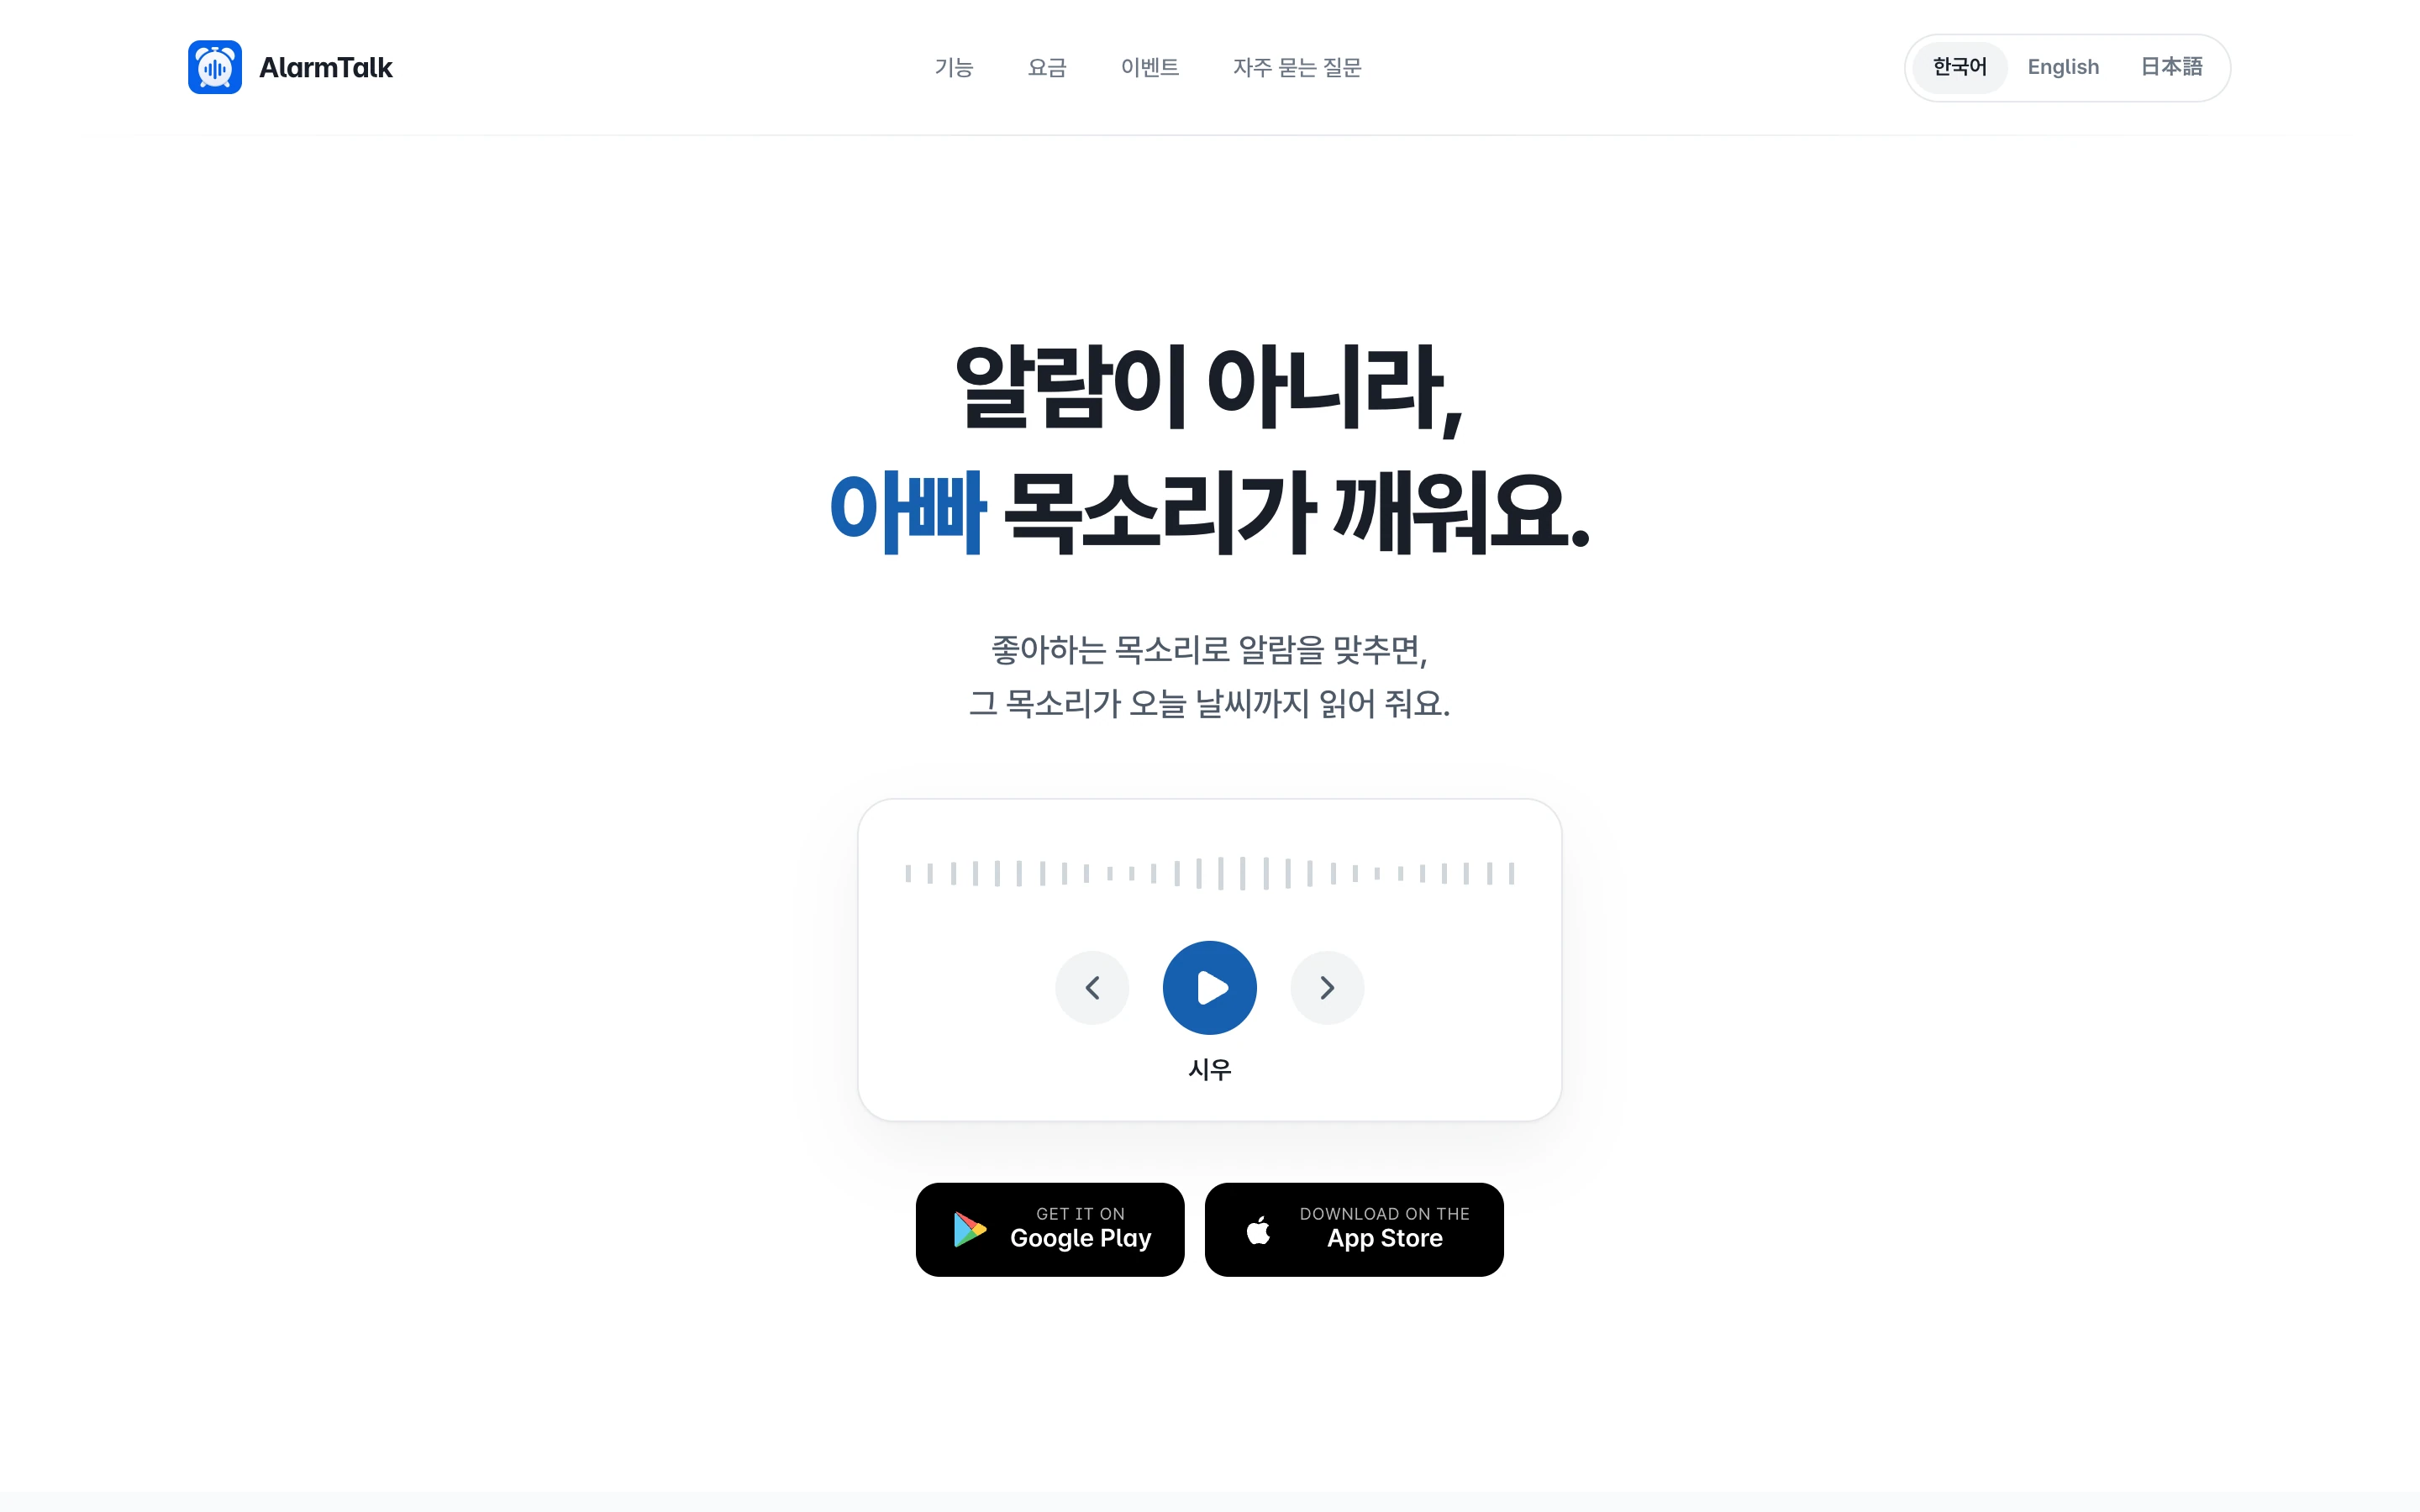 AlarmTalk
기능
요금
이벤트
자주 묻는 질문
한국어
English
日本語
알람이 아니라,
아빠 목소리가 깨워요.
좋아하는 목소리로 알람을 맞추면,
그 목소리가 오늘 날씨까지 읽어 줘요.
시우
GET IT ON
Google Play
DOWNLOAD ON THE
App Store